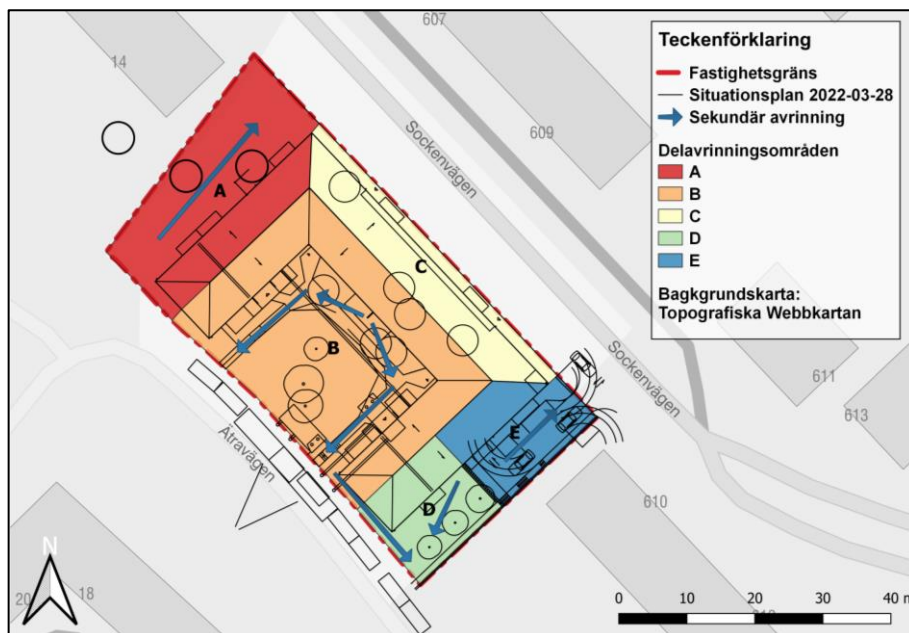 607
14
609
Sockenvägen
A
C
B
Sockenvägen
611
613
E
Åtravägen
D
610
N
20
18
Teckenförklaring
Fastighetsgräns
Situationsplan 2022-03-28
Sekundär avrinning
Delavrinningsområden
A
B
C
D
E
Bagkgrundskarta:
Topografiska Webbkartan
0 10 20 30 40 m